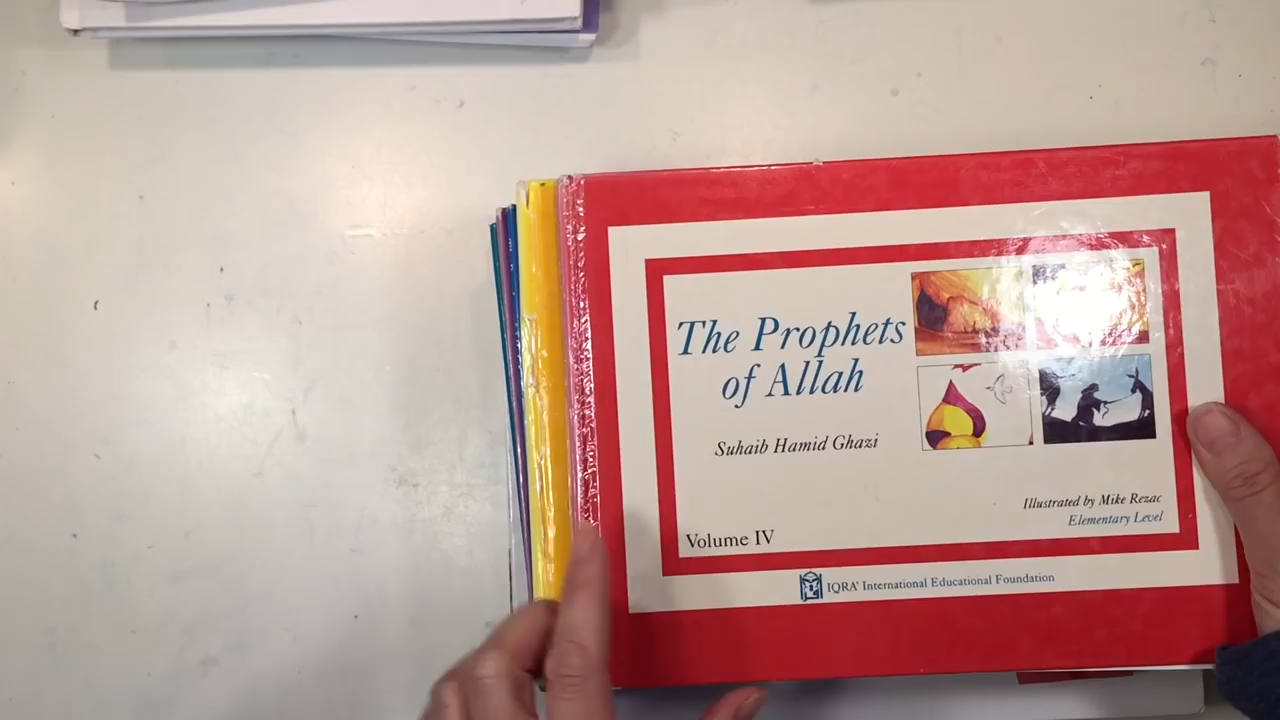 The Prophets
of Allah
Suhaib Hamid Ghazi
Illustrated by Mike Rezac
Elementary Level
Volume IV
IQRA' International Educational Foundation